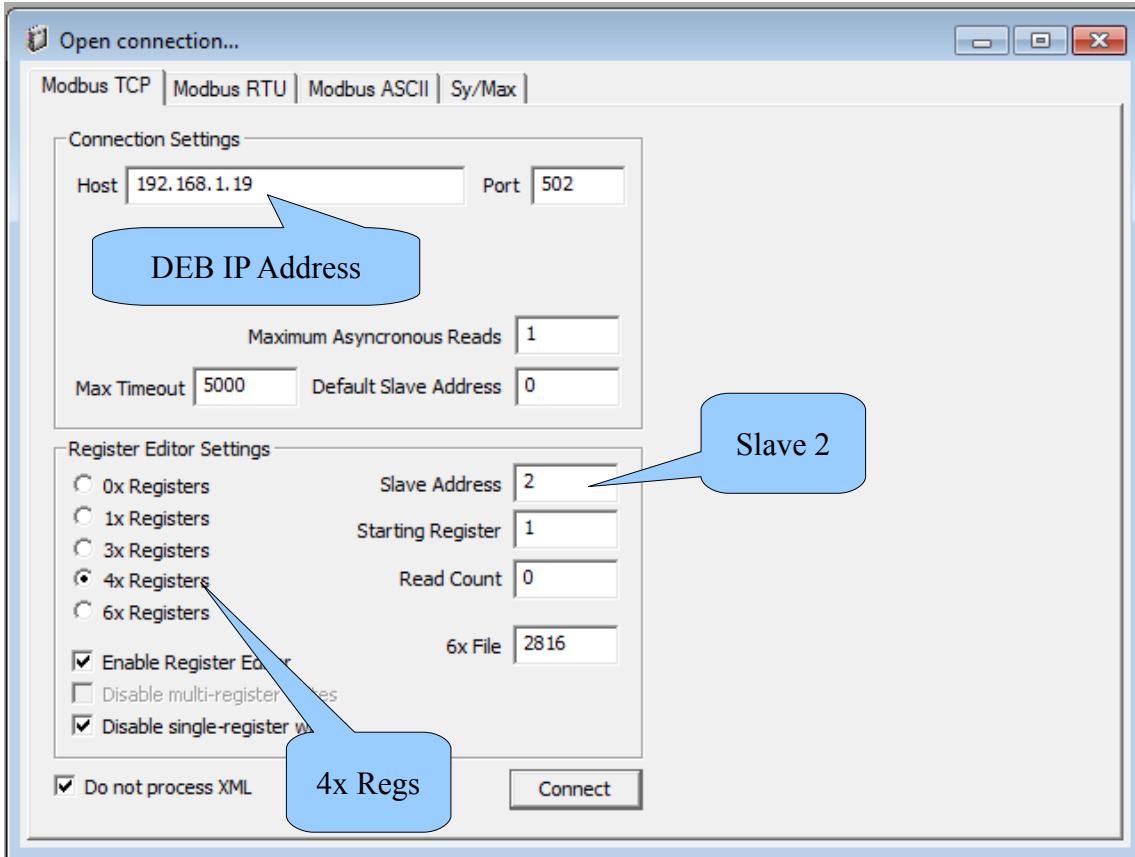 Open connection...
Modbus TCP Modbus RTU Modbus ASCII Sy/Max
Connection Settings
Host 192.168.1.19 Port 502
DEB IP Address
Maximum Asyncronous Reads 1
Max Timeout 5000 Default Slave Address 0
Register Editor Settings
Slave 2
0x Registers Slave Address 2
1x Registers Starting Register 1
3x Registers
4x Registers Read Count 0
6x Registers
6x File 2816
Enable Register Editor
Disable multi-register
Disable single-register
4x Regs
Do not process XML Connect